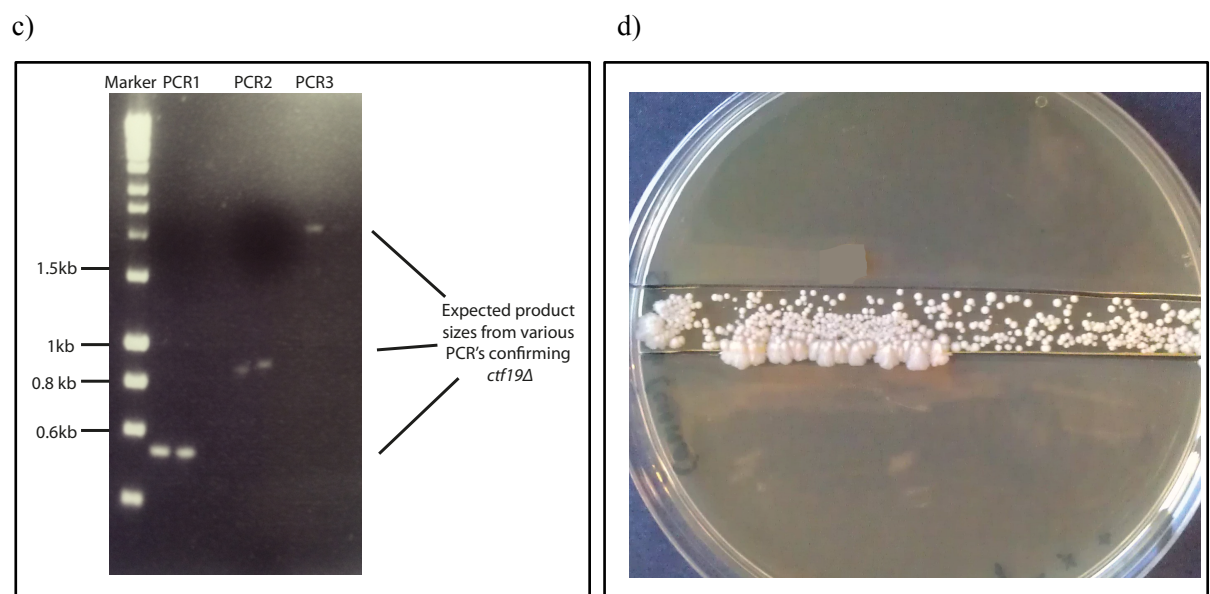 c)
d)
Marker PCR1 PCR2 PCR3
1.5kb
1kb
0.8 kb
0.6kb
Expected product
sizes from various
PCR's confirming
ctf19Δ